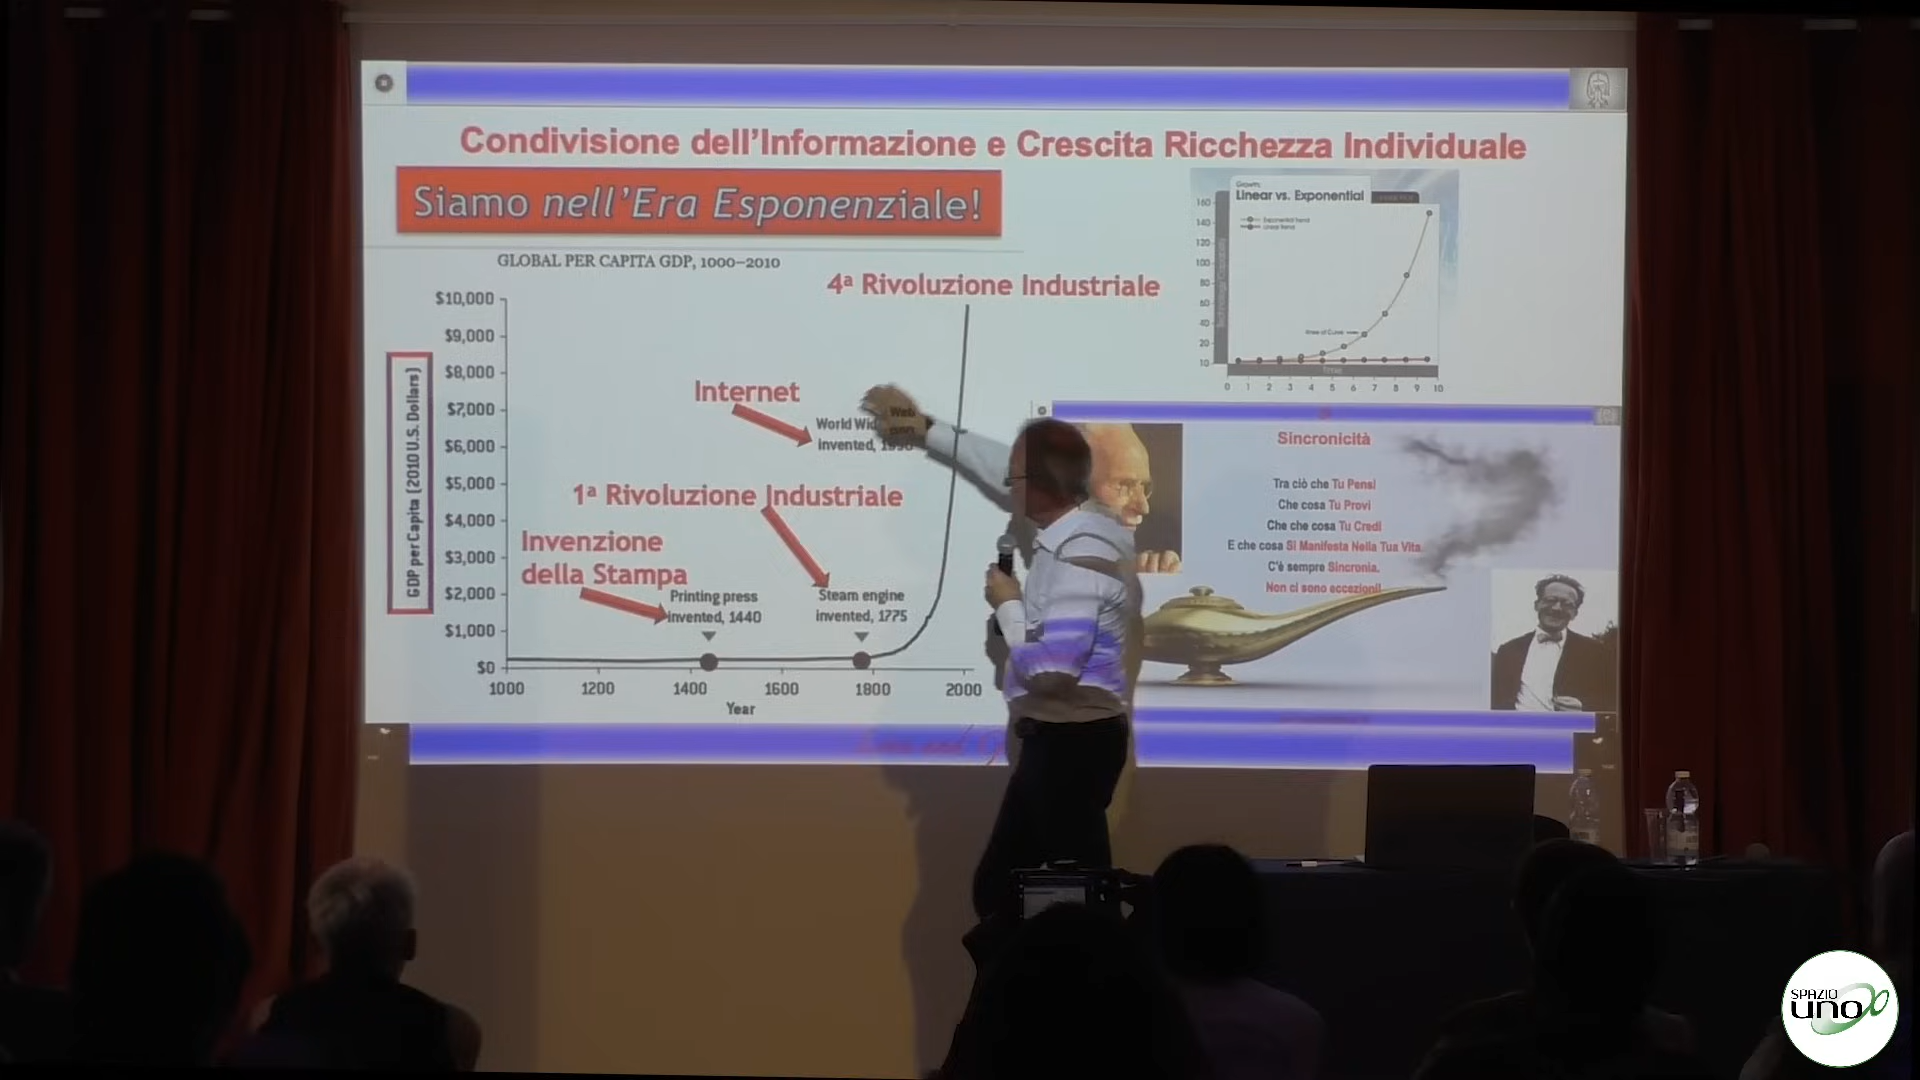 Condivisione dell'Informazione e Crescita Ricchezza Individuale
Siamo nell'Era Esponenziale!
GLOBAL PER CAPITA GDP, 1000–2010
4ª Rivoluzione Industriale
$10,000
$9,000
$8,000
$7,000
$6,000
$5,000
$4,000
$3,000
$2,000
$1,000
$0
GDP per Capita (2010 U.S. Dollars)
Internet
World Wid
Web
invented, 1990
1ª Rivoluzione Industriale
Invenzione
della Stampa
Printing press
invented, 1440
Steam engine
invented, 1775
1000 1200 1400 1600 1800 2000
Year
Growth:
Linear vs. Exponential
Exponential trend
Linear trend
160
140
120
100
80
60
40
20
10
Knee of Curve
Time
0 1 2 3 4 5 6 7 8 9 10
Sincronicità
Tra ciò che Tu Pensi
Che cosa Tu Provi
Che che cosa Tu Credi
E che cosa Si Manifesta Nella Tua Vita
C'è sempre Sincronia.
Non ci sono eccezioni!
SPAZIO
uno